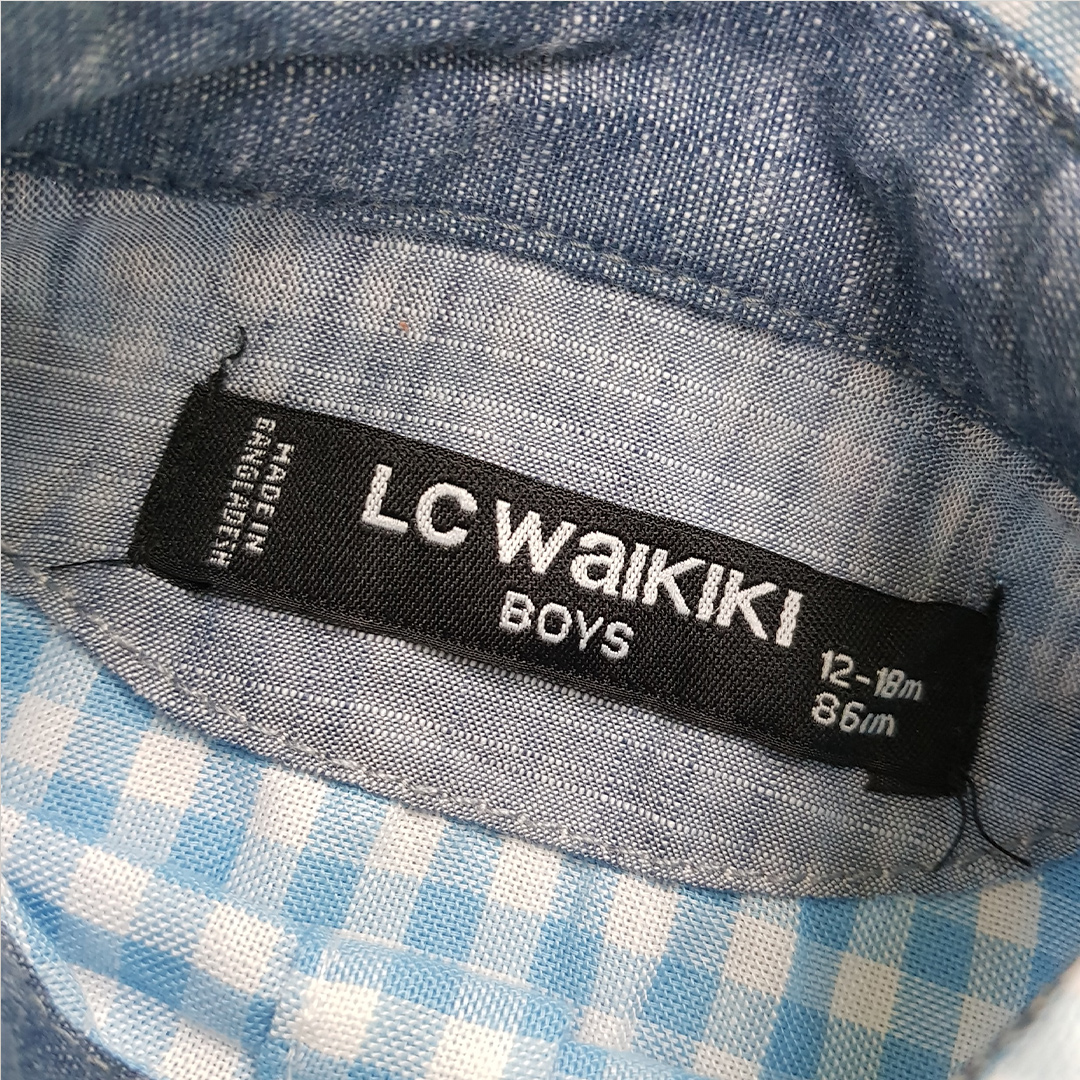 MADE IN
BANGLADESH
LC WAIKIKI
BOYS
12-18m
86cm